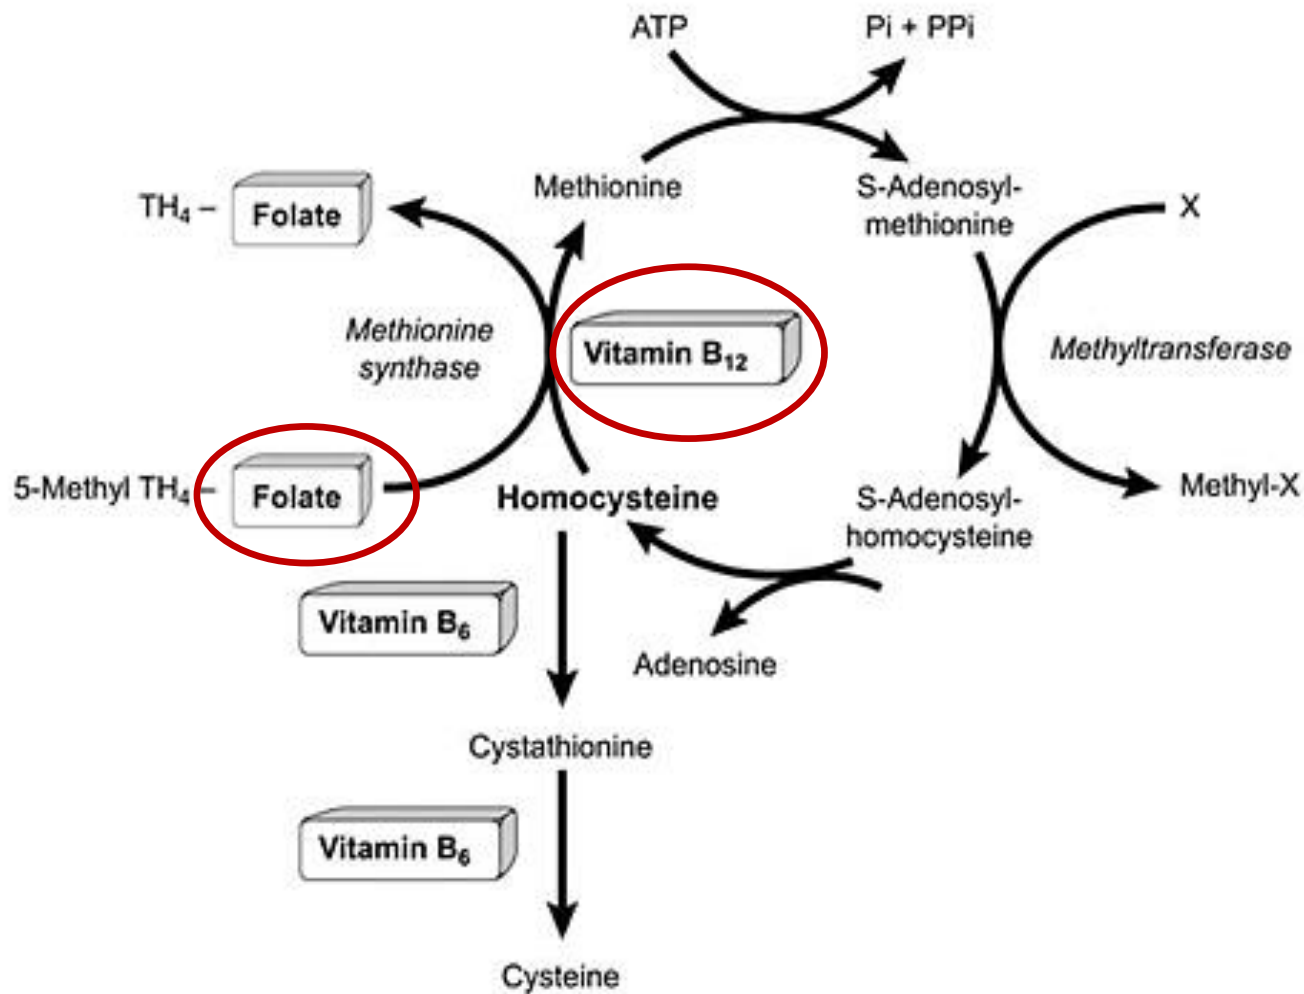 ATP
Pi + PPi
Methionine
S-Adenosyl-
methionine
TH₄ –
Folate
X
Methionine
synthase
Vitamin B₁₂
Methyltransferase
5-Methyl TH₄ –
Folate
Homocysteine
S-Adenosyl-
homocysteine
Methyl-X
Vitamin B₆
Adenosine
Cystathionine
Vitamin B₆
Cysteine